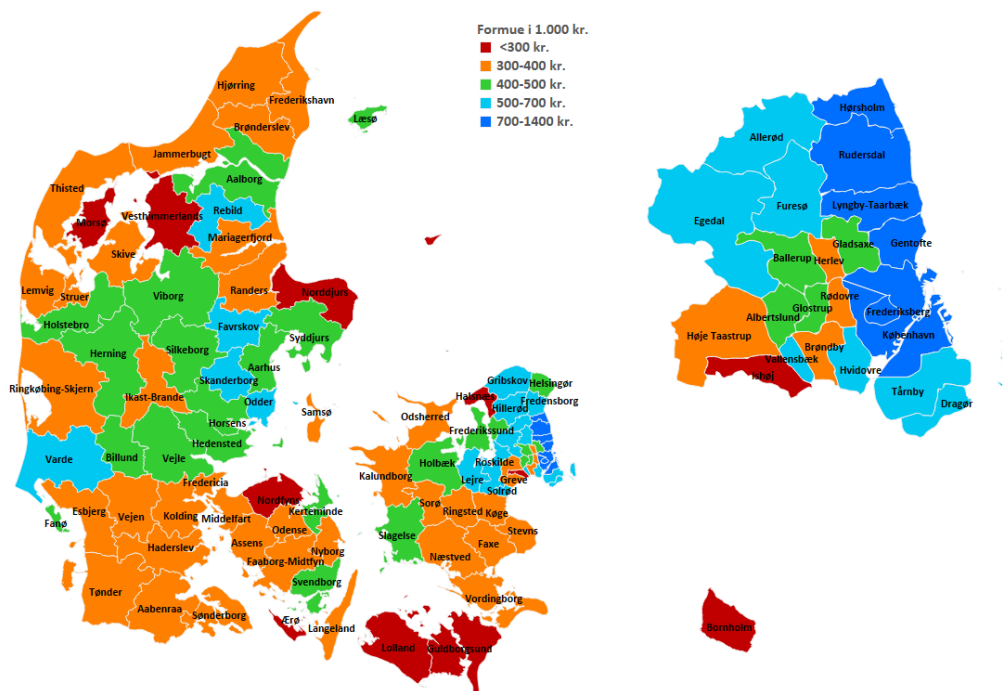 Formue i 1.000 kr.
<300 kr.
300-400 kr.
400-500 kr.
500-700 kr.
700-1400 kr.
Hjørring
Frederikshavn
Brønderslev
Læsø
Jammerbugt
Thisted
Aalborg
Vesthimmerlands
Rebild
Morsø
Mariagerfjord
Skive
Lemvig
Struer
Randers
Norddjurs
Viborg
Holstebro
Favrskov
Syddjurs
Herning
Silkeborg
Aarhus
Skanderborg
Ringkøbing-Skjern
Ikast-Brande
Odder
Samsø
Horsens
Hedensted
Varde
Billund
Vejle
Fredericia
Fanø
Esbjerg
Vejen
Kolding
Middelfart
Nordfyns
Kerteminde
Odense
Haderslev
Assens
Nyborg
Faaborg-Midtfyn
Svendborg
Tønder
Aabenraa
Sønderborg
Ærø
Langeland
Gribskov
Helsingør
Halsnæs
Fredensborg
Hillerød
Odsherred
Frederikssund
Holbæk
Roskilde
Kalundborg
Lejre
Greve
Solrød
Sorø
Ringsted
Køge
Slagelse
Stevns
Faxe
Næstved
Vordingborg
Lolland
Guldborgsund
Hørsholm
Allerød
Rudersdal
Egedal
Furesø
Lyngby-Taarbæk
Gladsaxe
Gentofte
Ballerup
Herlev
Rødovre
Glostrup
Frederiksberg
Albertslund
København
Høje Taastrup
Brøndby
Vallensbæk
Hvidovre
Ishøj
Tårnby
Dragør
Bornholm